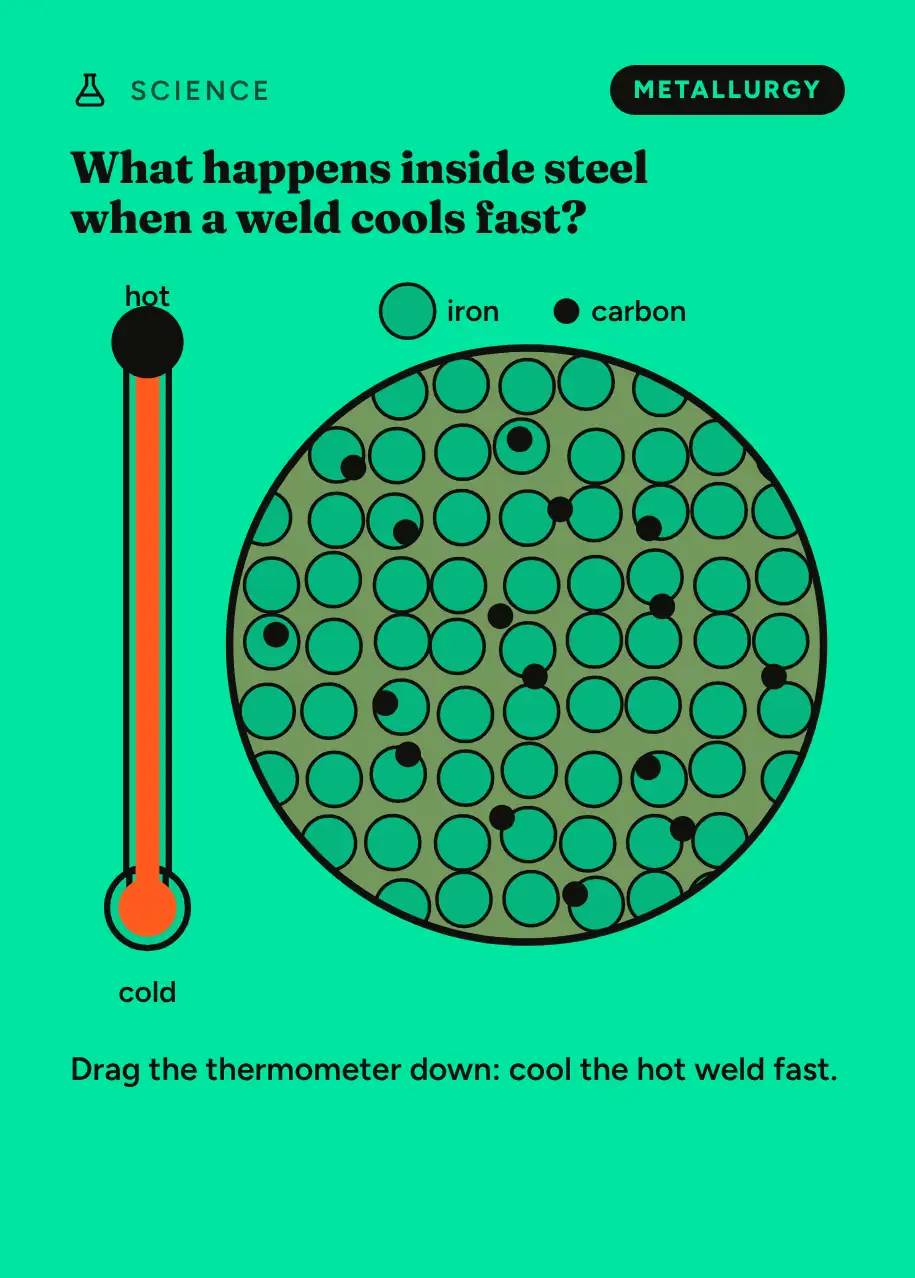 SCIENCE
METALLURGY
What happens inside steel
when a weld cools fast?
hot
iron
carbon
cold
Drag the thermometer down: cool the hot weld fast.